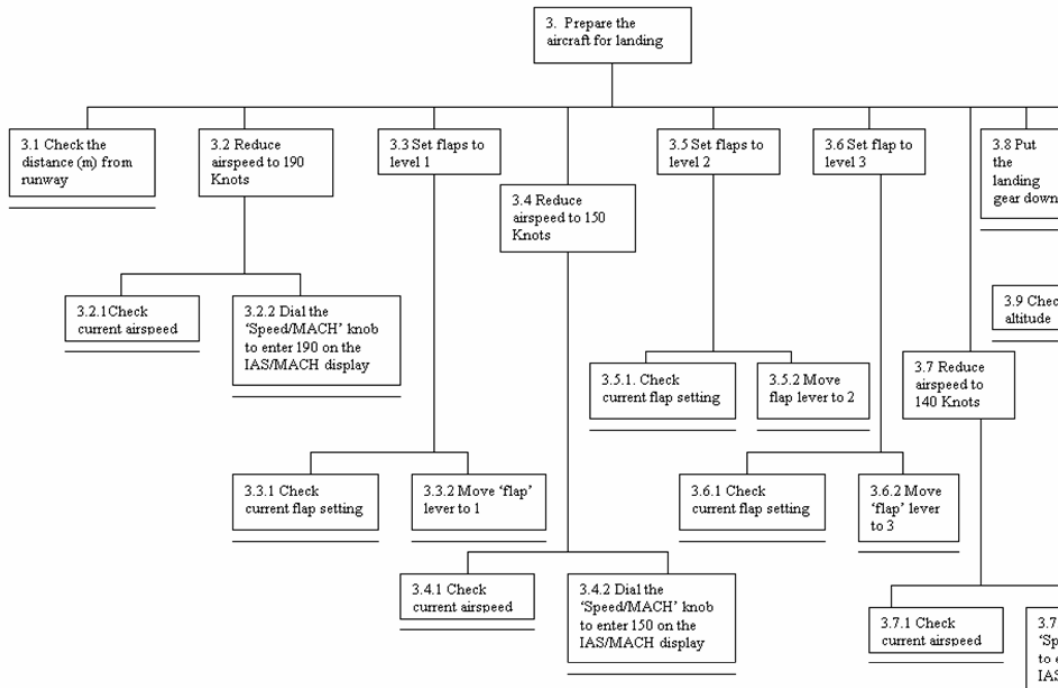 3. Prepare the
aircraft for landing
3.1 Check the
distance (m) from
runway
3.2 Reduce
airspeed to 190
Knots
3.3 Set flaps to
level 1
3.4 Reduce
airspeed to 150
Knots
3.5 Set flaps to
level 2
3.6 Set flap to
level 3
3.8 Put
the
landing
gear down
3.2.1Check
current airspeed
3.2.2 Dial the
‘Speed/MACH’ knob
to enter 190 on the
IAS/MACH display
3.9 Chec
altitude
3.5.1. Check
current flap setting
3.5.2 Move
flap lever to 2
3.7 Reduce
airspeed to
140 Knots
3.3.1 Check
current flap setting
3.3.2 Move ‘flap’
lever to 1
3.6.1 Check
current flap setting
3.6.2 Move
‘flap’ lever
to 3
3.4.1 Check
current airspeed
3.4.2 Dial the
‘Speed/MACH’ knob
to enter 150 on the
IAS/MACH display
3.7.1 Check
current airspeed
3.7
‘Sp
to e
IAS